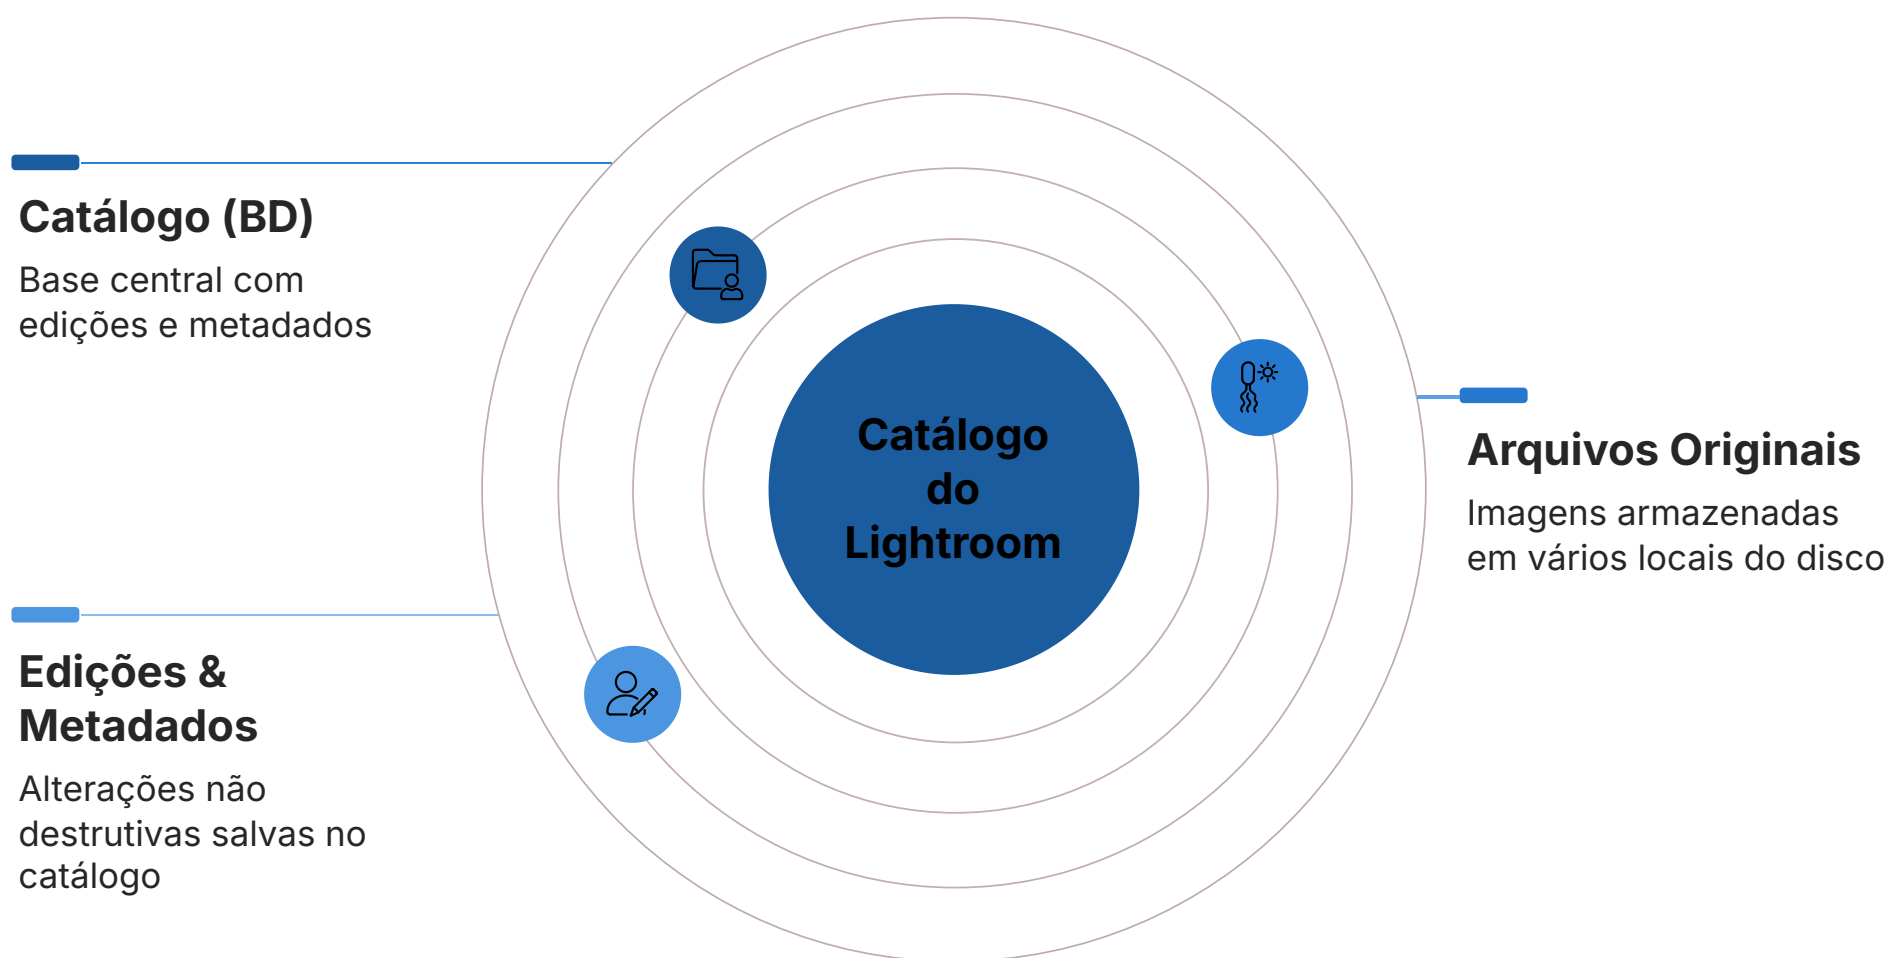 Catálogo (BD)
Base central com
edições e metadados
Edições &
Metadados
Alterações não
destrutivas salvas no
catálogo
Catálogo
do
Lightroom
Arquivos Originais
Imagens armazenadas
em vários locais do disco